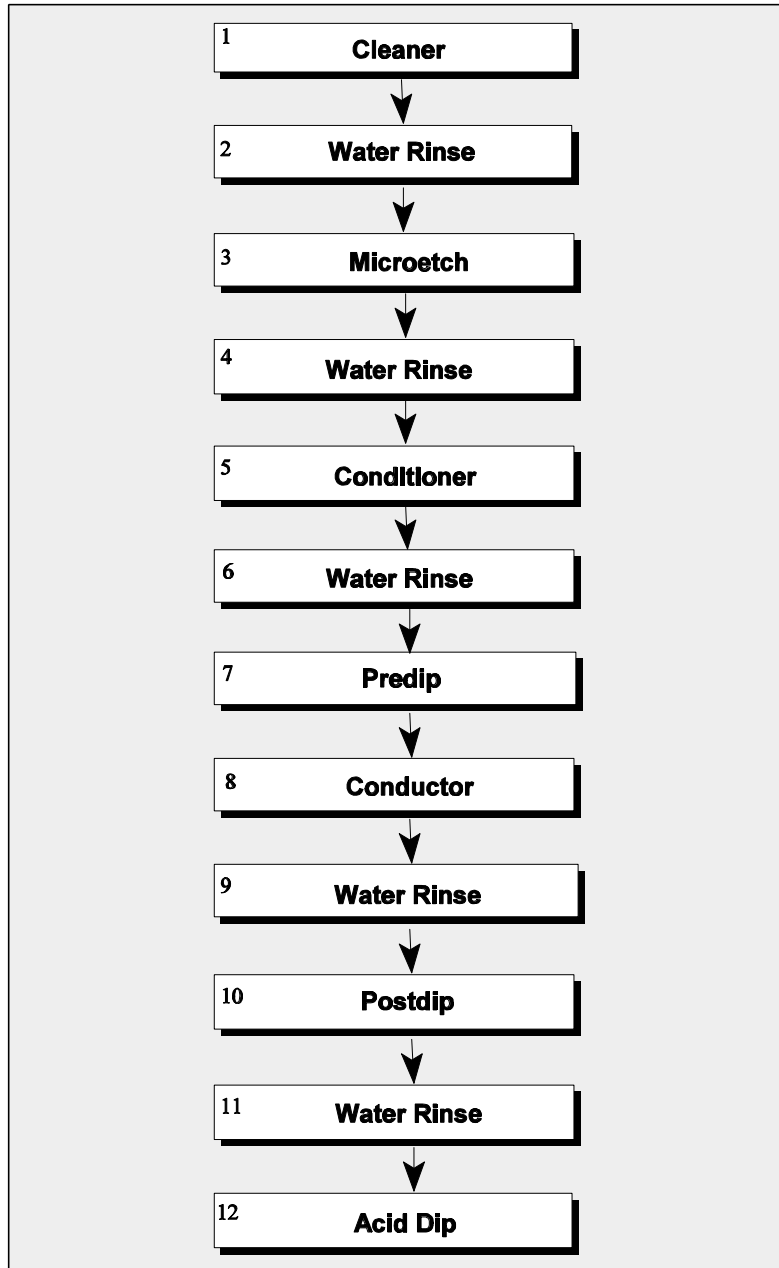 1 Cleaner
2 Water Rinse
3 Microetch
4 Water Rinse
5 Conditioner
6 Water Rinse
7 Predip
8 Conductor
9 Water Rinse
10 Postdip
11 Water Rinse
12 Acid Dip